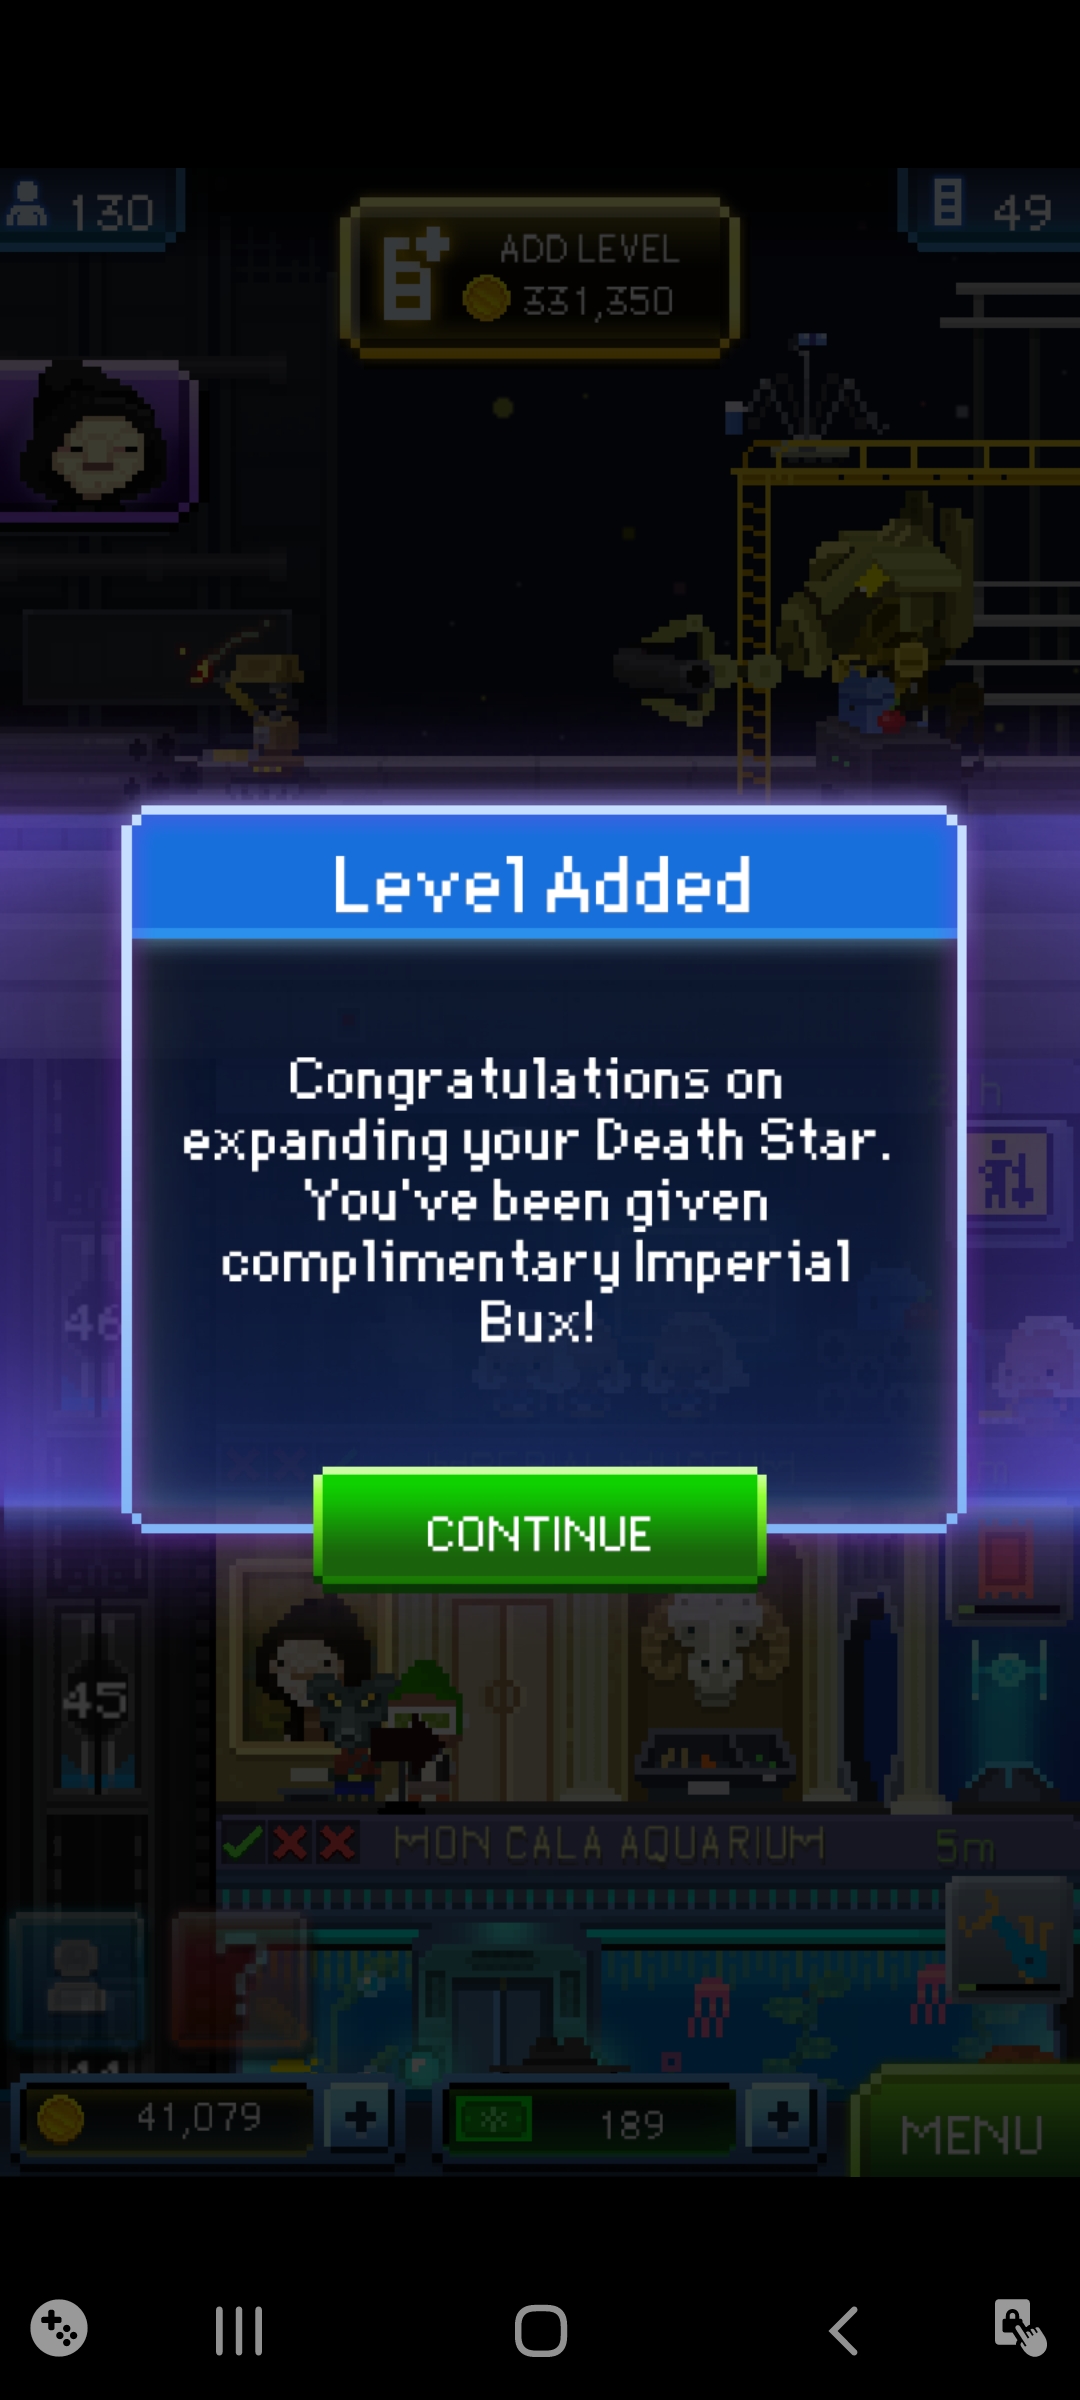 130
49
ADD LEVEL
331,350
Level Added
Congratulations on
expanding your Death Star.
You've been given
complimentary Imperial
Bux!
46
CONTINUE
45
MON CALA AQUARIUM 5m
41,079
189
MENU